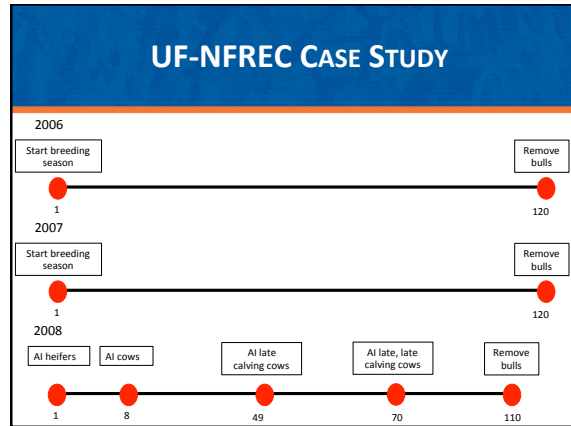 UF-NFREC CASE STUDY
2006
Start breeding
season
Remove
bulls
1
120
2007
Start breeding
season
Remove
bulls
1
120
2008
AI heifers
AI cows
AI late
calving cows
AI late, late
calving cows
Remove
bulls
1
8
49
70
110